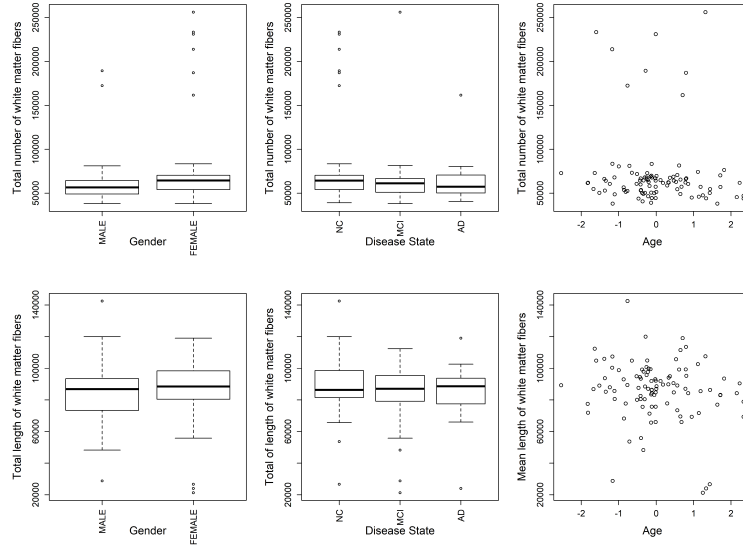 Total number of white matter fibers
50000 100000 150000 200000 250000
MALE
FEMALE
Gender
Total number of white matter fibers
50000 100000 150000 200000 250000
NC
MCI
AD
Disease State
Total number of white matter fibers
50000 100000 150000 200000 250000
-2 -1 0 1 2
Age
Total length of white matter fibers
20000 60000 100000 140000
MALE
FEMALE
Gender
Total of length of white matter fibers
20000 60000 100000 140000
NC
MCI
AD
Disease State
Mean length of white matter fibers
20000 60000 100000 140000
-2 -1 0 1 2
Age